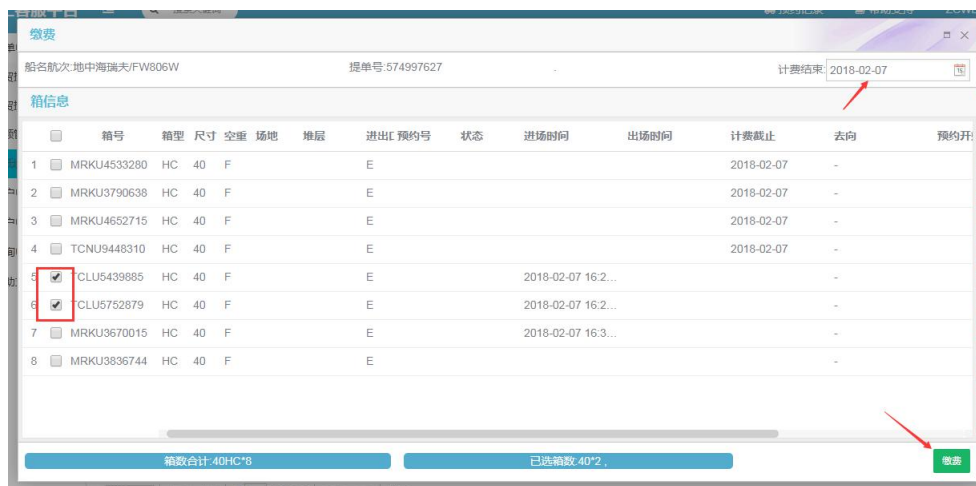 缴费
船名航次:地中海瑞夫/FW806W 提单号:574997627 计费结束: 2018-02-07
箱信息
箱号 箱型 尺寸 空重 场地 堆层 进出口 预约号 状态 进场时间 出场时间 计费截止 去向 预约开
1 MRKU4533280 HC 40 F E 2018-02-07 -
2 MRKU3790638 HC 40 F E 2018-02-07 -
3 MRKU4652715 HC 40 F E 2018-02-07 -
4 TCNU9448310 HC 40 F E 2018-02-07 -
5 TCLU5439885 HC 40 F E 2018-02-07 16:2... -
6 TCLU5752879 HC 40 F E 2018-02-07 16:2... -
7 MRKU3670015 HC 40 F E 2018-02-07 16:3... -
8 MRKU3836744 HC 40 F E -
箱数合计:40HC*8 已选箱数:40*2 , 缴费